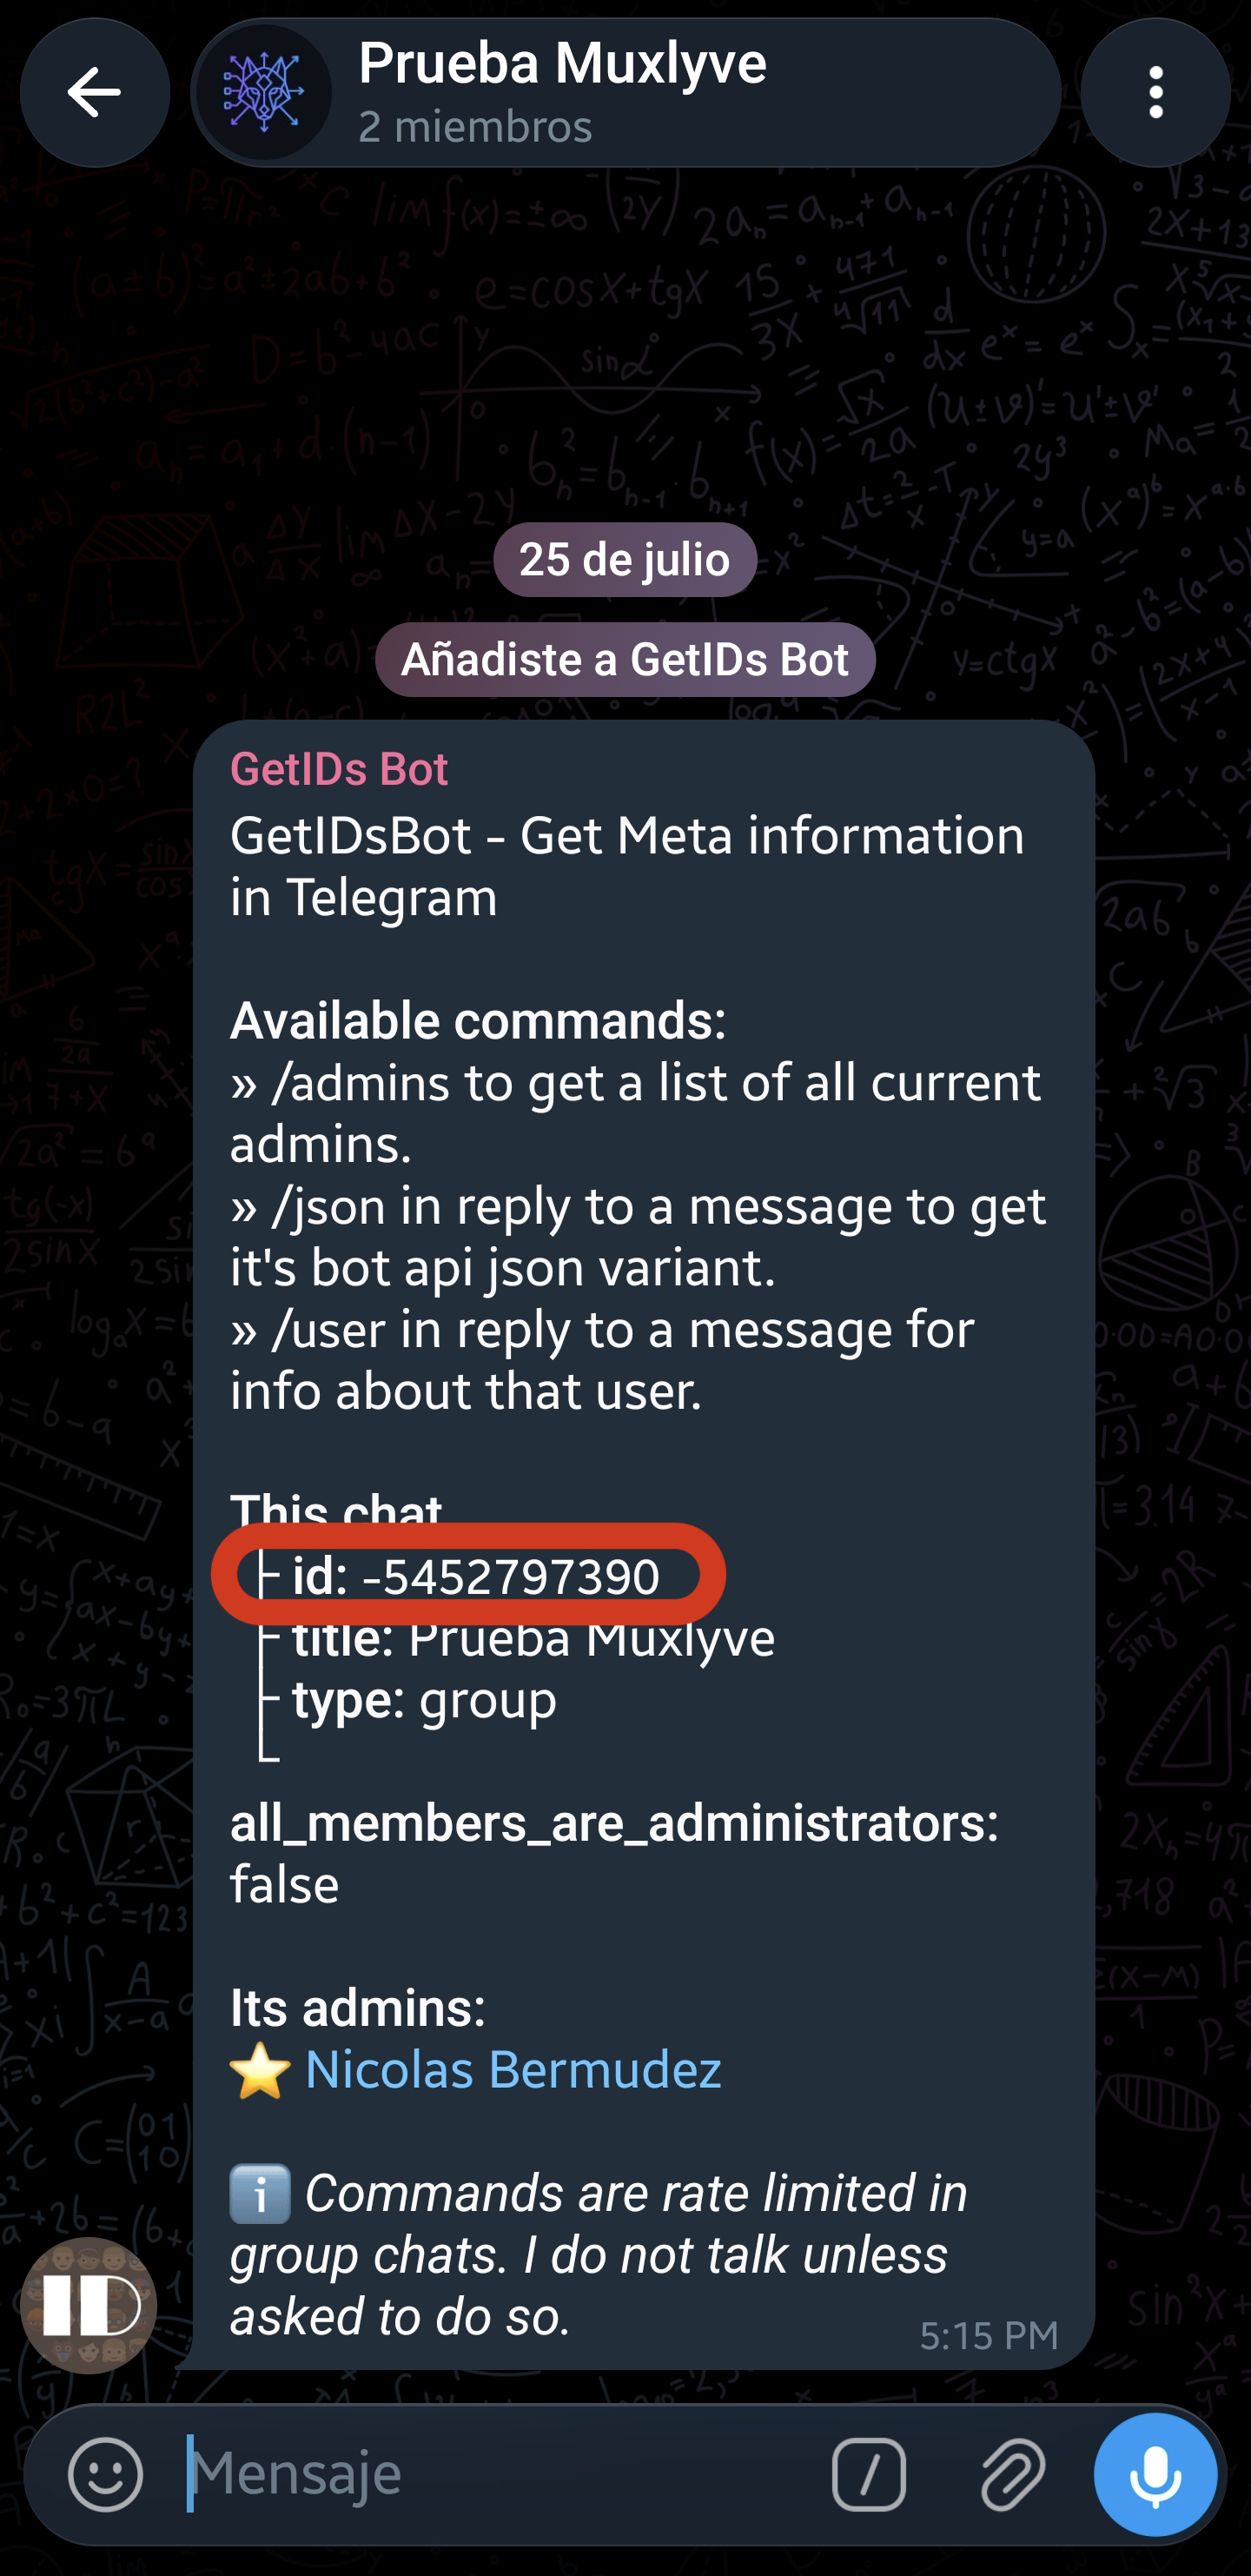 Prueba Muxlyve
2 miembros
25 de julio
Añadiste a GetIDs Bot
GetIDs Bot
GetIDsBot - Get Meta information
in Telegram
Available commands:
» /admins to get a list of all current
admins.
» /json in reply to a message to get
it's bot api json variant.
» /user in reply to a message for
info about that user.
This chat
├ id: -5452797390
├ title: Prueba Muxlyve
├ type: group
└
all_members_are_administrators:
false
Its admins:
⭐ Nicolas Bermudez
ℹ️ Commands are rate limited in
group chats. I do not talk unless
asked to do so.
5:15 PM
Mensaje